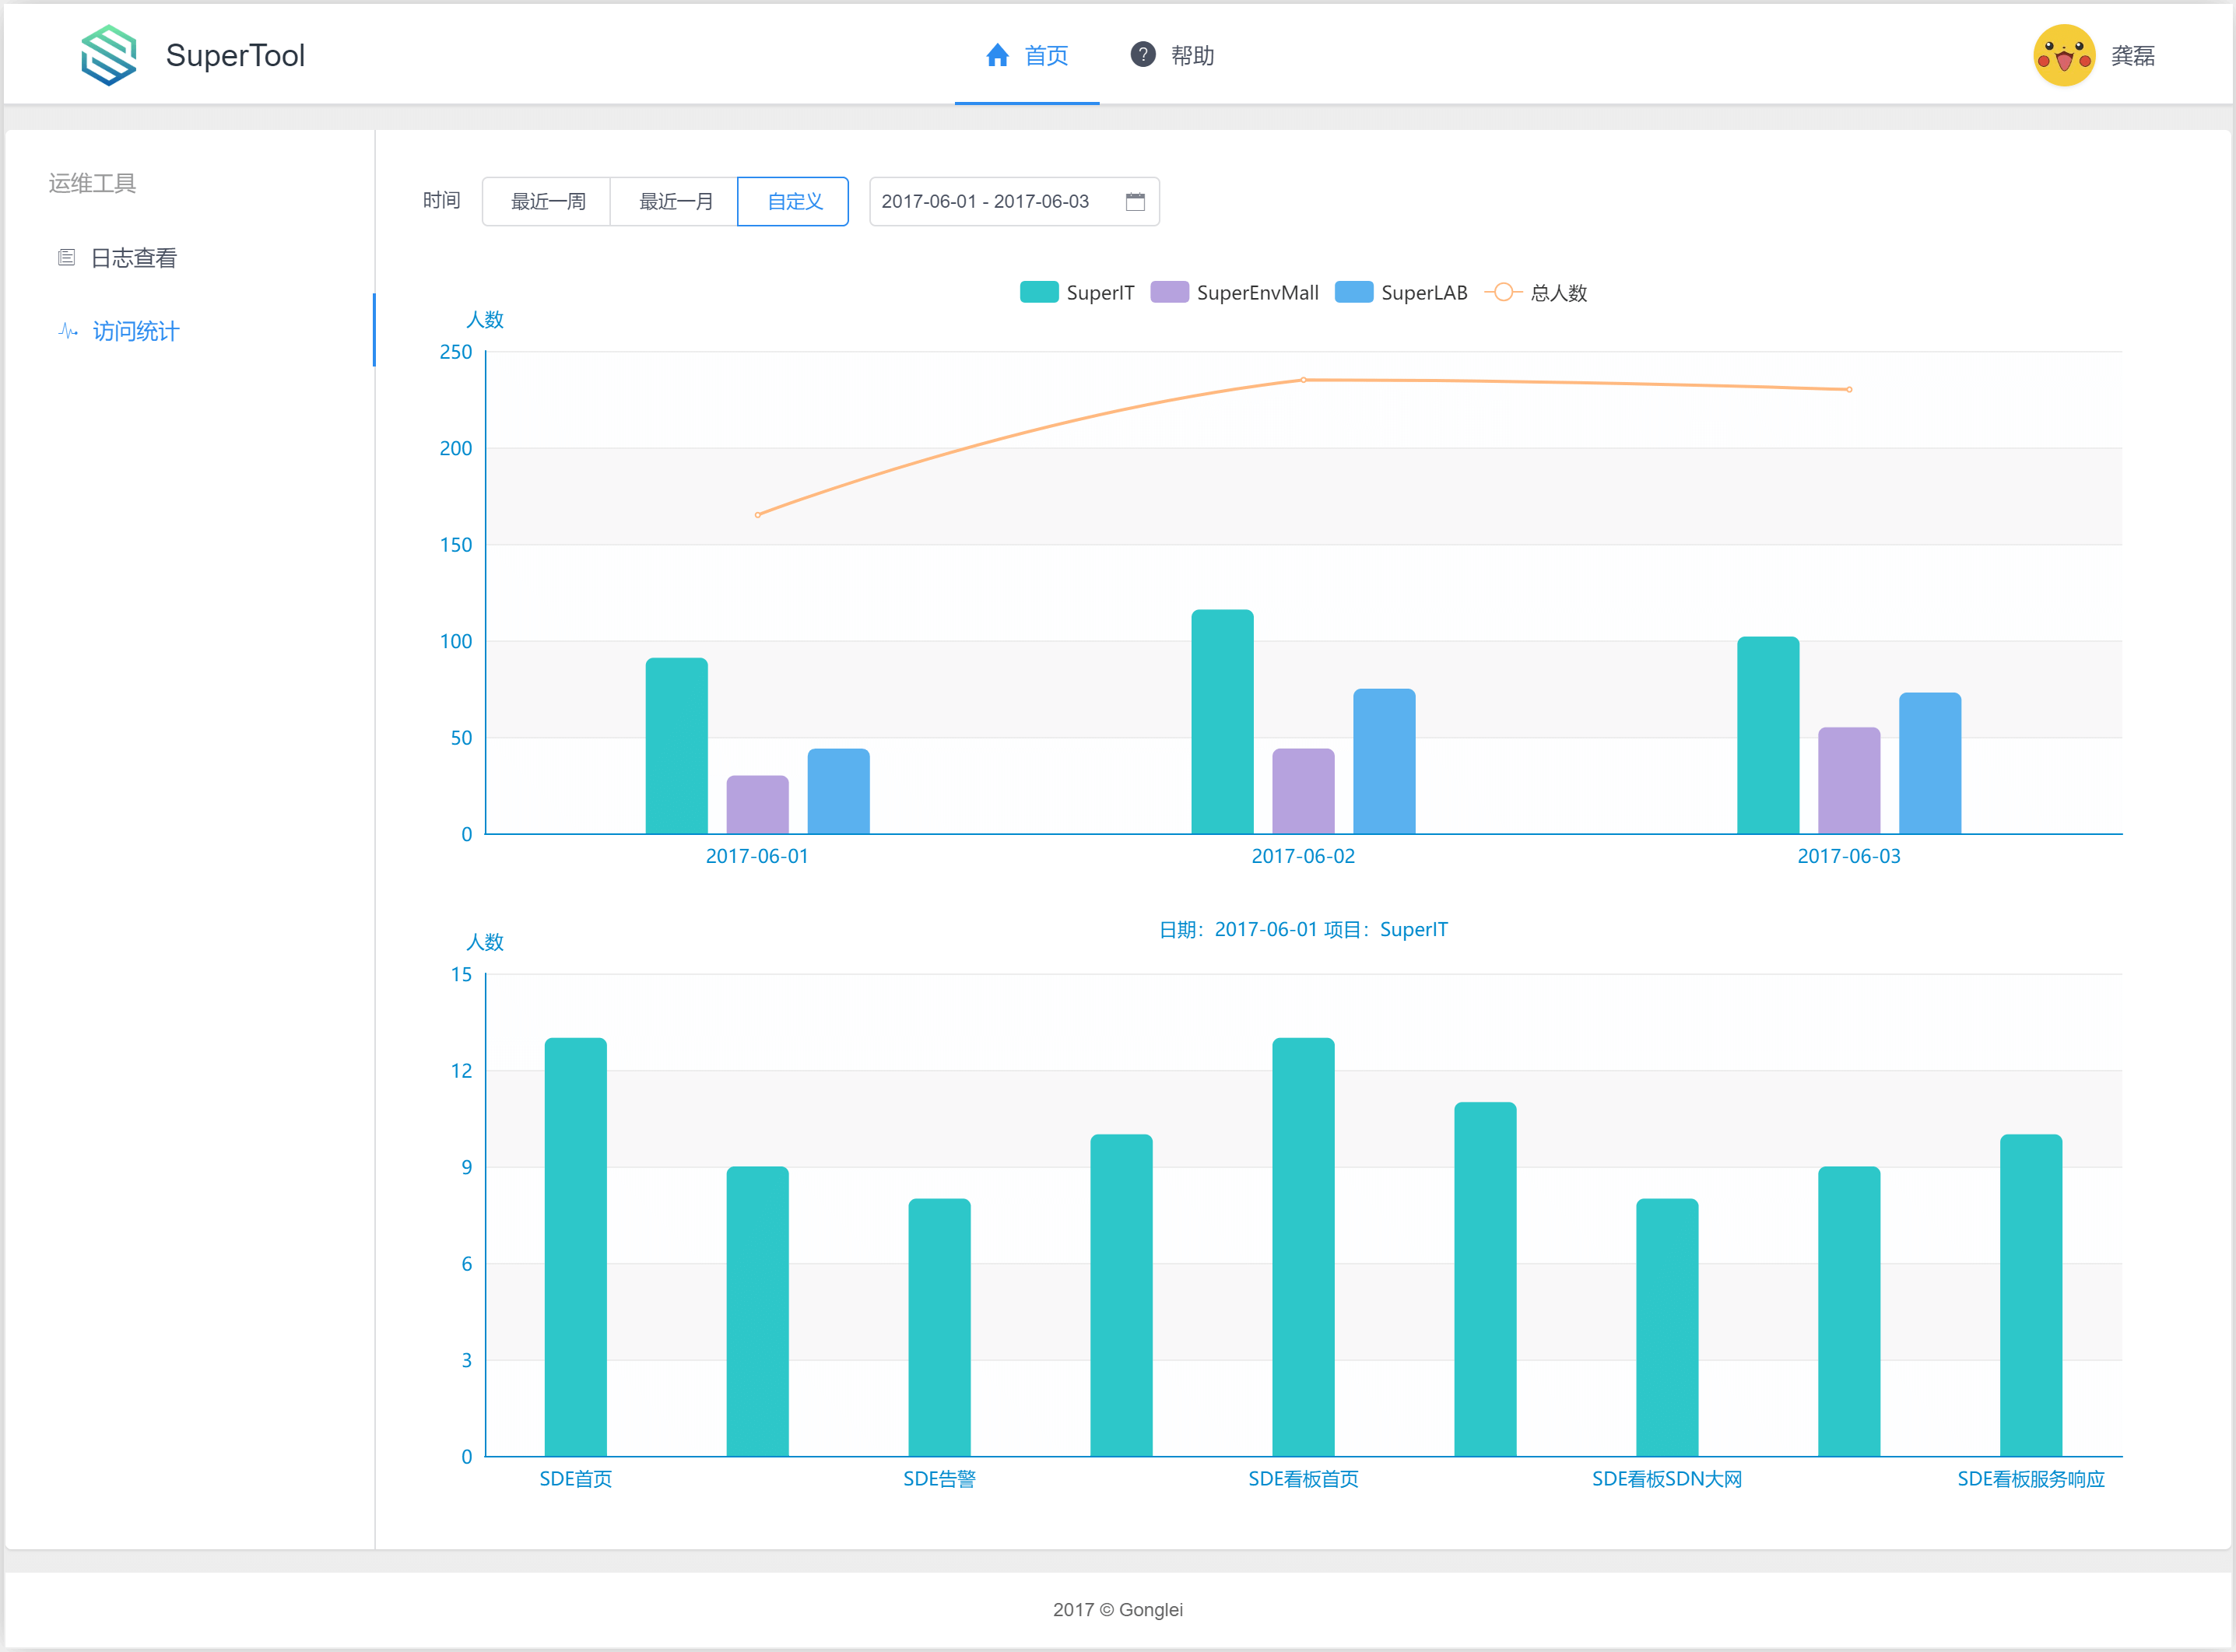 SuperTool
首页
帮助
龚磊
运维工具
日志查看
访问统计
时间 最近一周 最近一月 自定义 2017-06-01 - 2017-06-03
SuperIT SuperEnvMall SuperLAB 总人数
人数
250
200
150
100
50
0
2017-06-01 2017-06-02 2017-06-03
日期：2017-06-01 项目：SuperIT
人数
15
12
9
6
3
0
SDE首页 SDE告警 SDE看板首页 SDE看板SDN大网 SDE看板服务响应
2017 © Gonglei